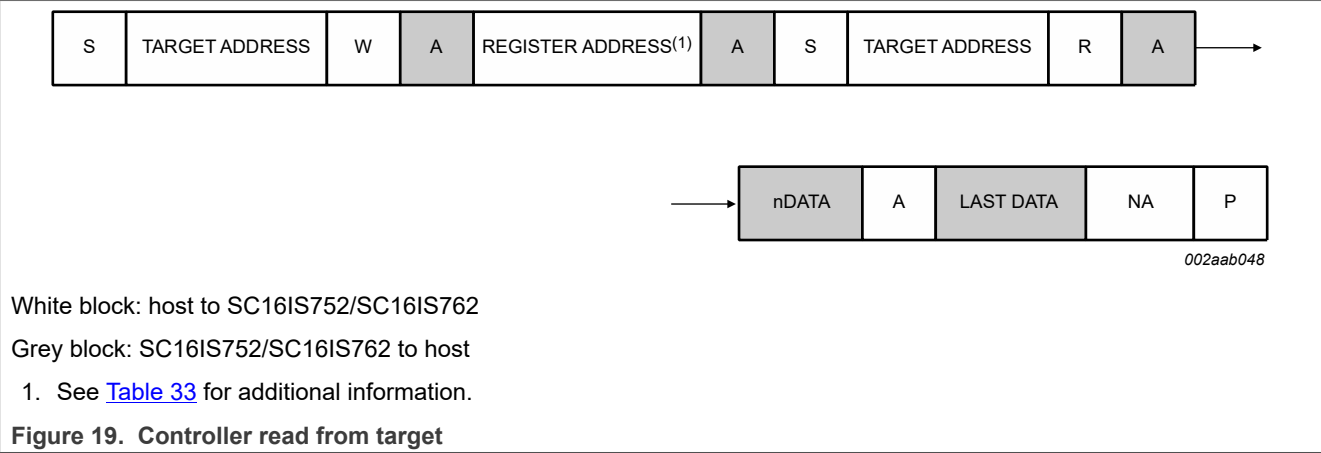 S TARGET ADDRESS W A REGISTER ADDRESS(1) A S TARGET ADDRESS R A
nDATA A LAST DATA NA P
002aab048
White block: host to SC16IS752/SC16IS762
Grey block: SC16IS752/SC16IS762 to host
1. See Table 33 for additional information.
Figure 19. Controller read from target